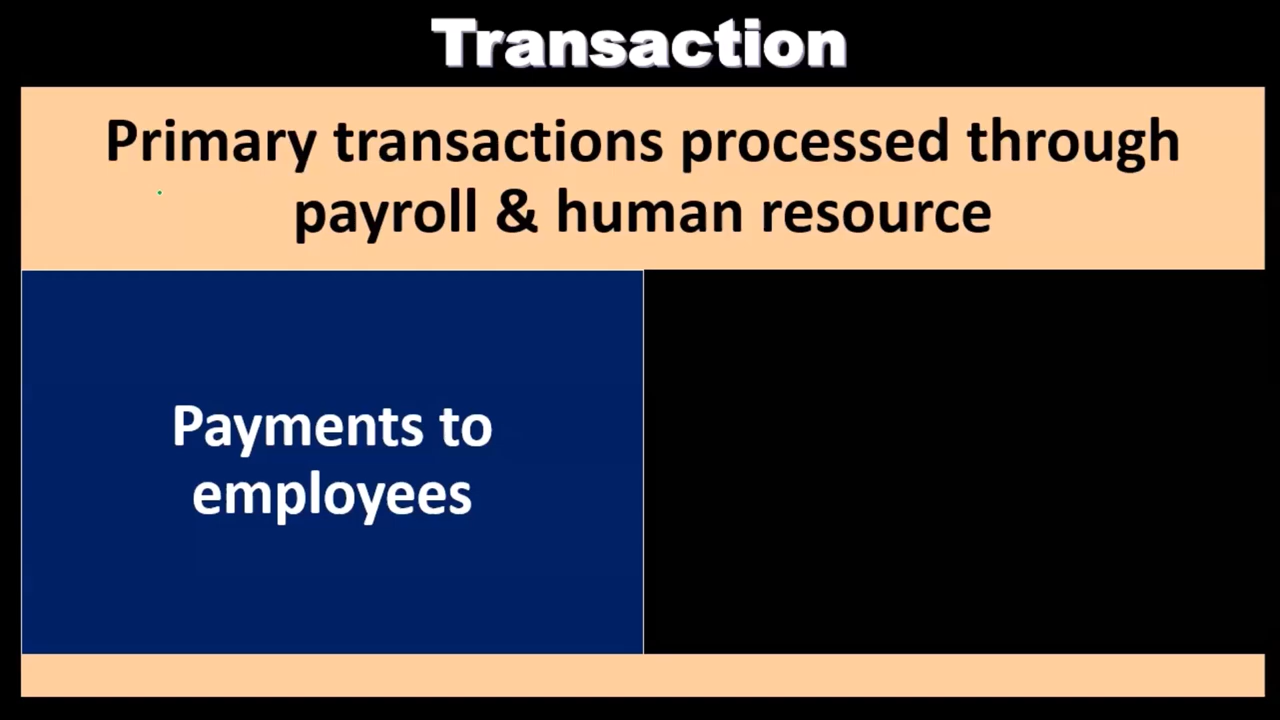 Transaction
Primary transactions processed through
payroll & human resource
Payments to
employees